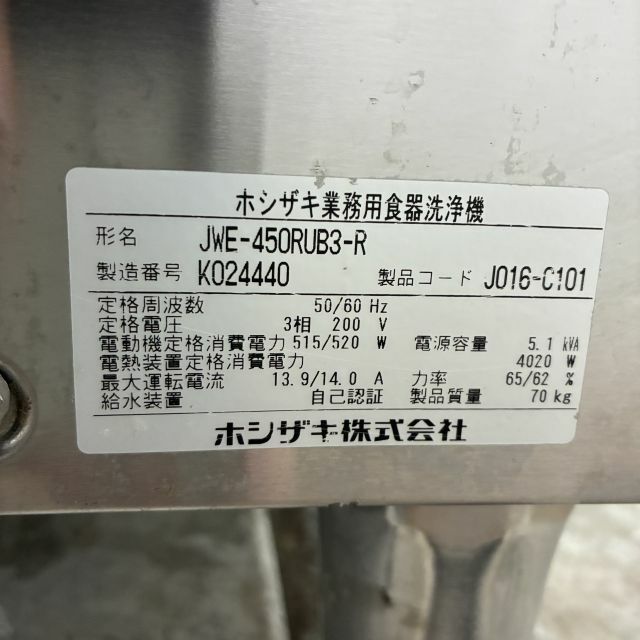 ホシザキ業務用食器洗浄機
形名 JWE-450RUB3-R
製造番号 K024440 製品コード J016-C101
定格周波数 50/60 Hz
定格電圧 3相 200 V
電動機定格消費電力 515/520 W 電源容量 5.1 kVA
電熱装置定格消費電力 4020 W
最大運転電流 13.9/14.0 A 力率 65/62 %
給水装置 自己認証 製品質量 70 kg
ホシザキ株式会社